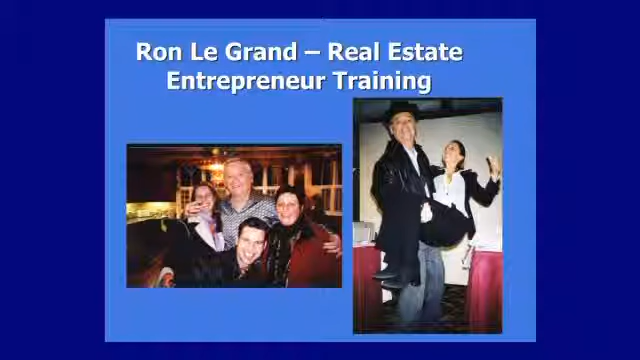 Ron Le Grand – Real Estate
Entrepreneur Training